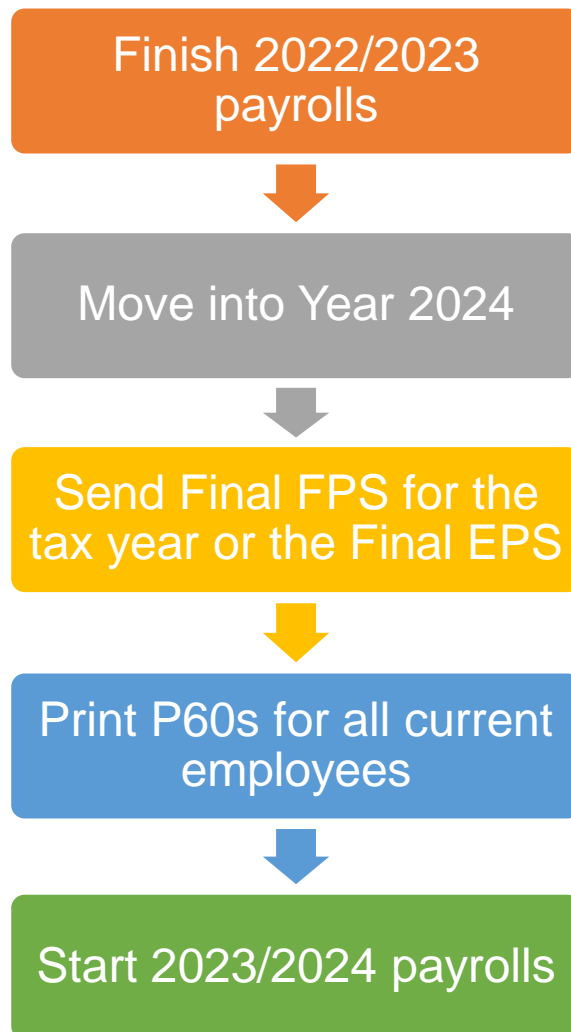 Finish 2022/2023
payrolls
Move into Year 2024
Send Final FPS for the
tax year or the Final EPS
Print P60s for all current
employees
Start 2023/2024 payrolls